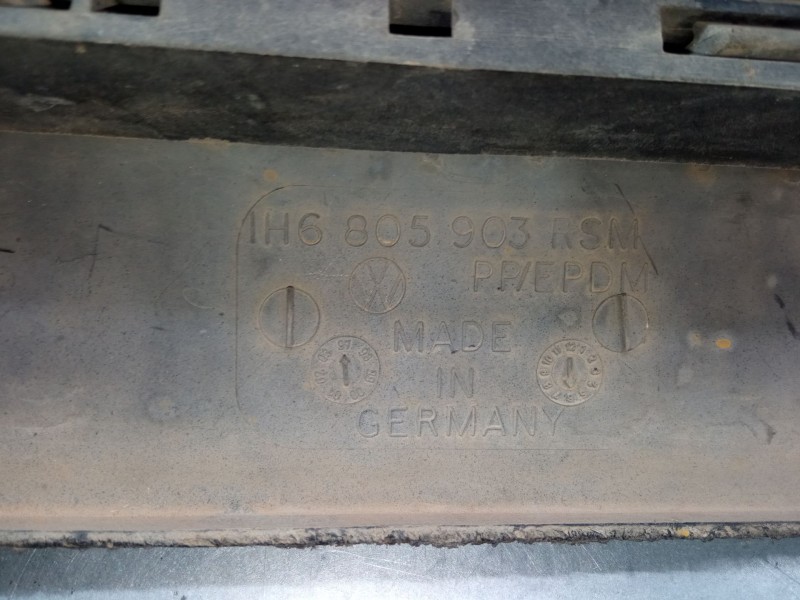 1H6 805 903 RSM
PP/EPDM
MADE
IN
GERMANY